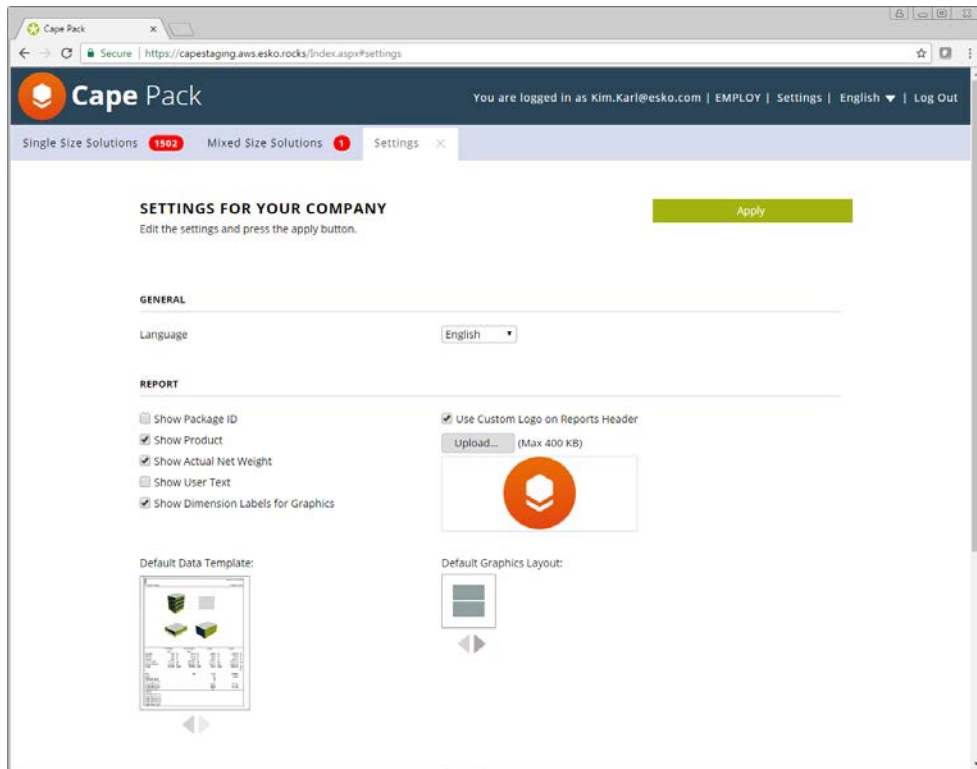 Cape Pack
Secure | https://capestaging.aws.esko.rocks/Index.aspx#settings
Cape Pack
You are logged in as Kim.Karl@esko.com | EMPLOY | Settings | English | Log Out
Single Size Solutions 1502 Mixed Size Solutions 1 Settings
SETTINGS FOR YOUR COMPANY
Apply
Edit the settings and press the apply button.
GENERAL
Language English
REPORT
Show Package ID
Show Product
Show Actual Net Weight
Show User Text
Show Dimension Labels for Graphics
Use Custom Logo on Reports Header
Upload... (Max 400 KB)
Default Data Template:
Default Graphics Layout: